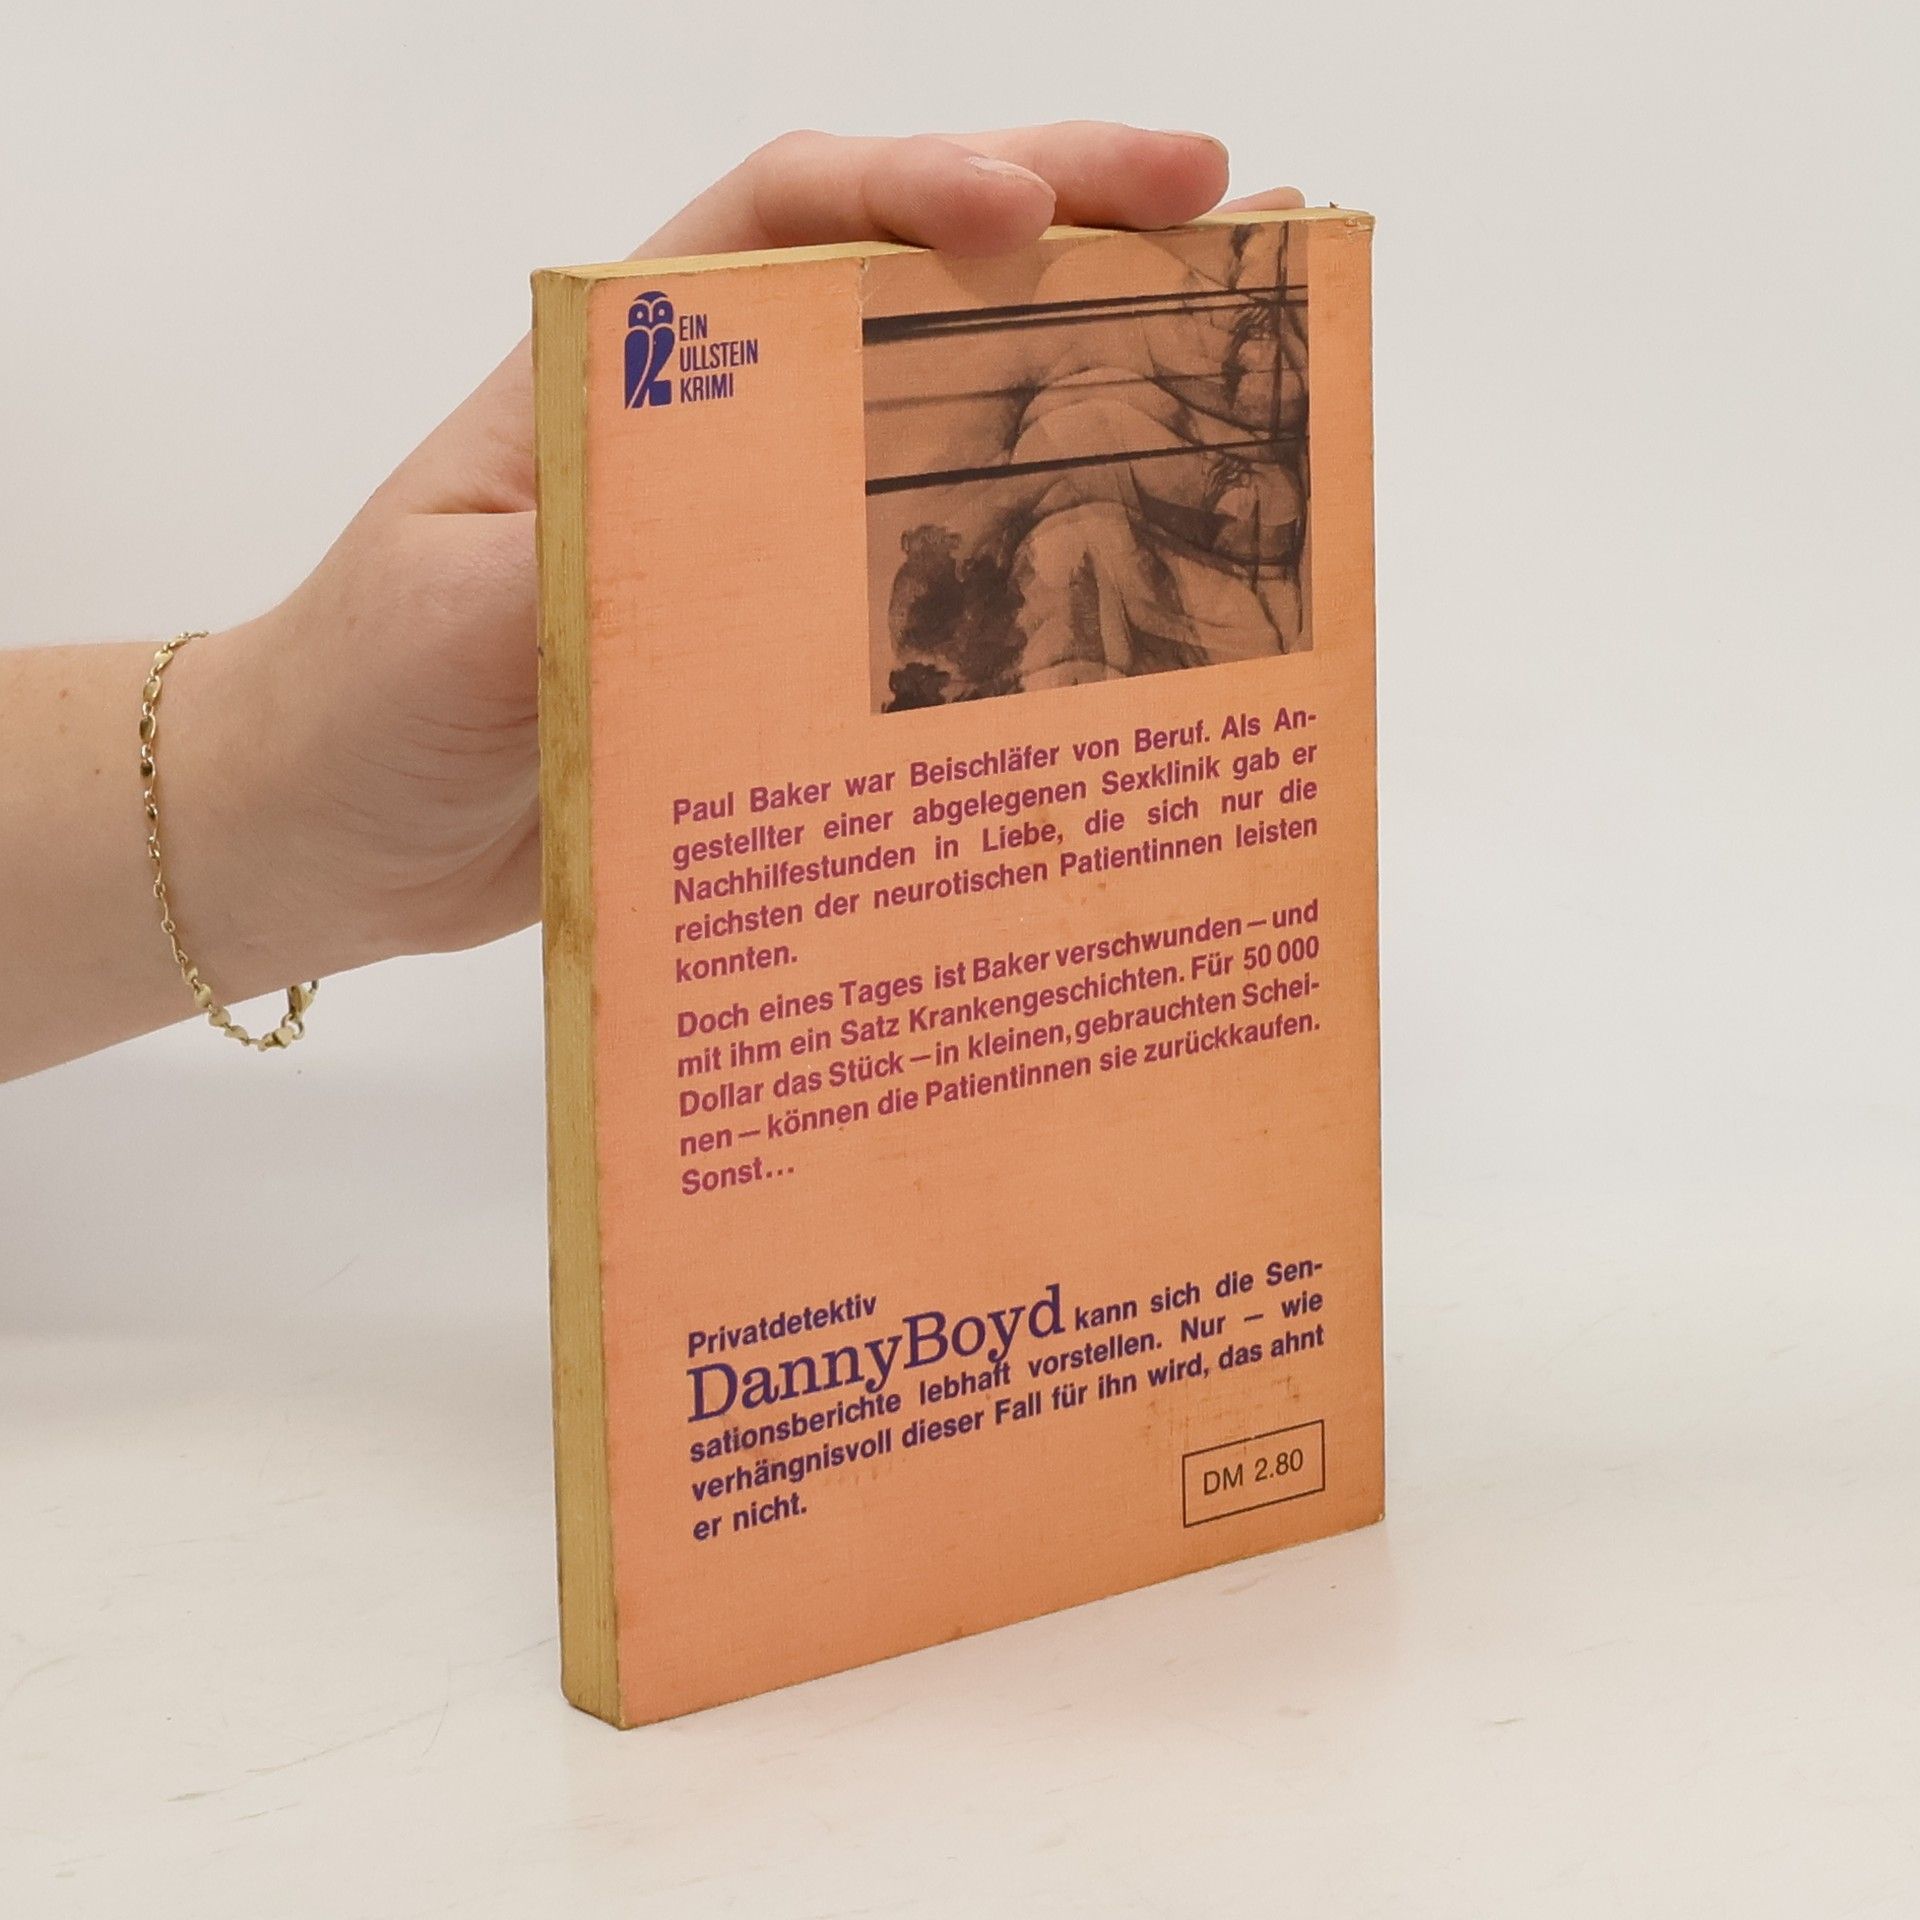 EIN
ULLSTEIN
KRIMI
Paul Baker war Beischläfer von Beruf. Als An-
gestellter einer abgelegenen Sexklinik gab er
Nachhilfestunden in Liebe, die sich nur die
reichsten der neurotischen Patientinnen leisten
konnten.
Doch eines Tages ist Baker verschwunden – und
mit ihm ein Satz Krankengeschichten. Für 50 000
Dollar das Stück – in kleinen, gebrauchten Schei-
nen – können die Patientinnen sie zurückkaufen.
Sonst...
Privatdetektiv
Danny Boyd kann sich die Sen-
sationsberichte lebhaft vorstellen. Nur – wie
verhängnisvoll dieser Fall für ihn wird, das ahnt
er nicht.
DM 2.80